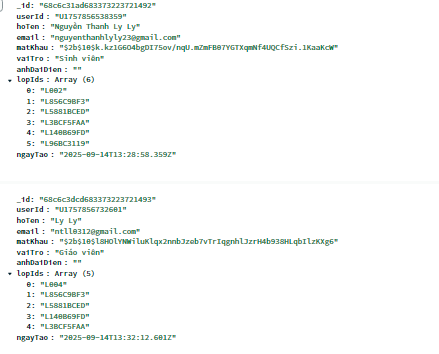 _id: "68c6c31ad683373223721492"
userId: "U1757856538359"
hoTen: "Nguyễn Thanh Ly Ly"
email: "nguyenthanhlyly23@gmail.com"
matKhau: "$2b$10$k.kz1G6O4bgDI75ov/nqU.mZmFB07YGTXqmNf4UQCfSzi.1KaaKcW"
vaiTro: "Sinh viên"
anhDaiDien: ""
lopIds: Array (6)
0: "L002"
1: "L856C9BF3"
2: "L5881BCED"
3: "L3BCF5FAA"
4: "L140B69FD"
5: "L96BC3119"
ngayTao: "2025-09-14T13:28:58.359Z"
_id: "68c6c3dcd683373223721493"
userId: "U1757856732601"
hoTen: "Ly Ly"
email: "ntll0312@gmail.com"
matKhau: "$2b$10$l8HOlYNWiluKlqx2nnbJzeb7vTrIqgnhlJzrH4b938HLqbIlzKXg6"
vaiTro: "Giáo viên"
anhDaiDien: ""
lopIds: Array (5)
0: "L004"
1: "L856C9BF3"
2: "L5881BCED"
3: "L140B69FD"
4: "L3BCF5FAA"
ngayTao: "2025-09-14T13:32:12.601Z"